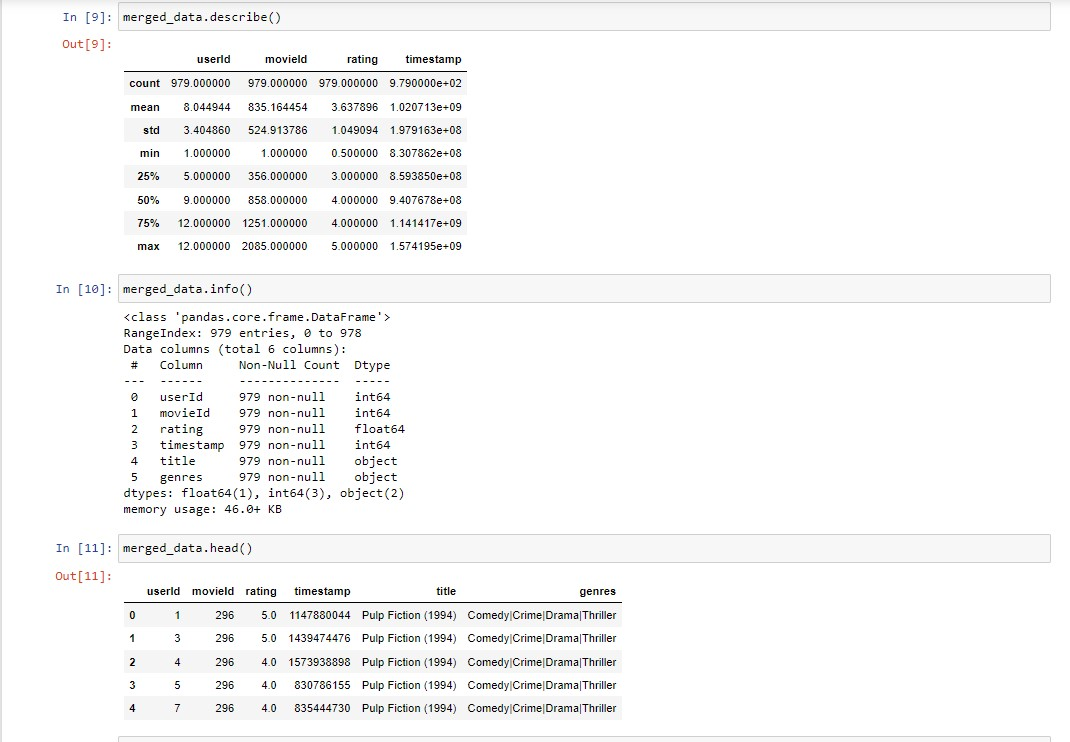 In [9]: merged_data.describe()
Out[9]:
userId movieId rating timestamp
count 979.000000 979.000000 979.000000 9.790000e+02
mean 8.044944 835.164454 3.637896 1.020713e+09
std 3.404860 524.913786 1.049094 1.979163e+08
min 1.000000 1.000000 0.500000 8.307862e+08
25% 5.000000 356.000000 3.000000 8.593850e+08
50% 9.000000 858.000000 4.000000 9.407678e+08
75% 12.000000 1251.000000 4.000000 1.141417e+09
max 12.000000 2085.000000 5.000000 1.574195e+09
In [10]: merged_data.info()
<class 'pandas.core.frame.DataFrame'>
RangeIndex: 979 entries, 0 to 978
Data columns (total 6 columns):
# Column Non-Null Count Dtype
--- ------ -------------- -----
0 userId 979 non-null int64
1 movieId 979 non-null int64
2 rating 979 non-null float64
3 timestamp 979 non-null int64
4 title 979 non-null object
5 genres 979 non-null object
dtypes: float64(1), int64(3), object(2)
memory usage: 46.0+ KB
In [11]: merged_data.head()
Out[11]:
userId movieId rating timestamp title genres
0 1 296 5.0 1147880044 Pulp Fiction (1994) Comedy|Crime|Drama|Thriller
1 3 296 5.0 1439474476 Pulp Fiction (1994) Comedy|Crime|Drama|Thriller
2 4 296 4.0 1573938898 Pulp Fiction (1994) Comedy|Crime|Drama|Thriller
3 5 296 4.0 830786155 Pulp Fiction (1994) Comedy|Crime|Drama|Thriller
4 7 296 4.0 835444730 Pulp Fiction (1994) Comedy|Crime|Drama|Thriller